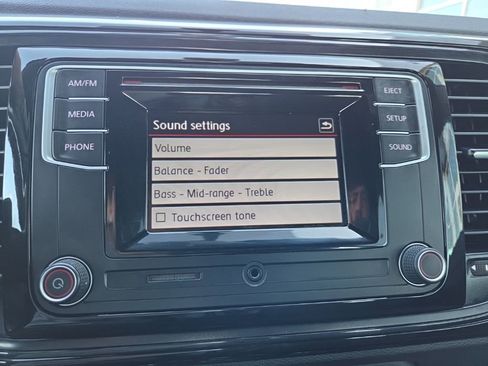 AM/FM
MEDIA
PHONE
Sound settings
Volume
Balance - Fader
Bass - Mid-range - Treble
Touchscreen tone
EJECT
SETUP
SOUND